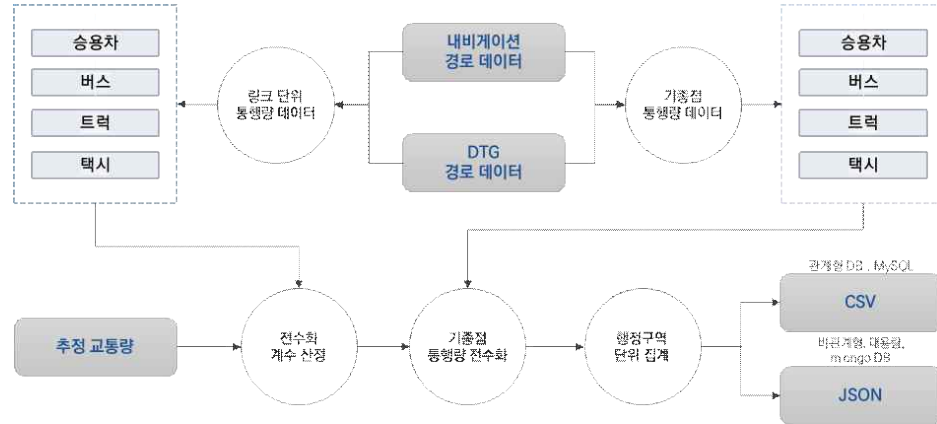 승용차
버스
트럭
택시
링크 단위
통행량 데이터
내비게이션
경로 데이터
DTG
경로 데이터
기종점
통행량 데이터
승용차
버스
트럭
택시
추정 교통량
전수화
계수 산정
기종점
통행량 전수화
행정구역
단위 집계
관계형 DB, MySQL
CSV
비관계형, 대용량,
mongo DB
JSON